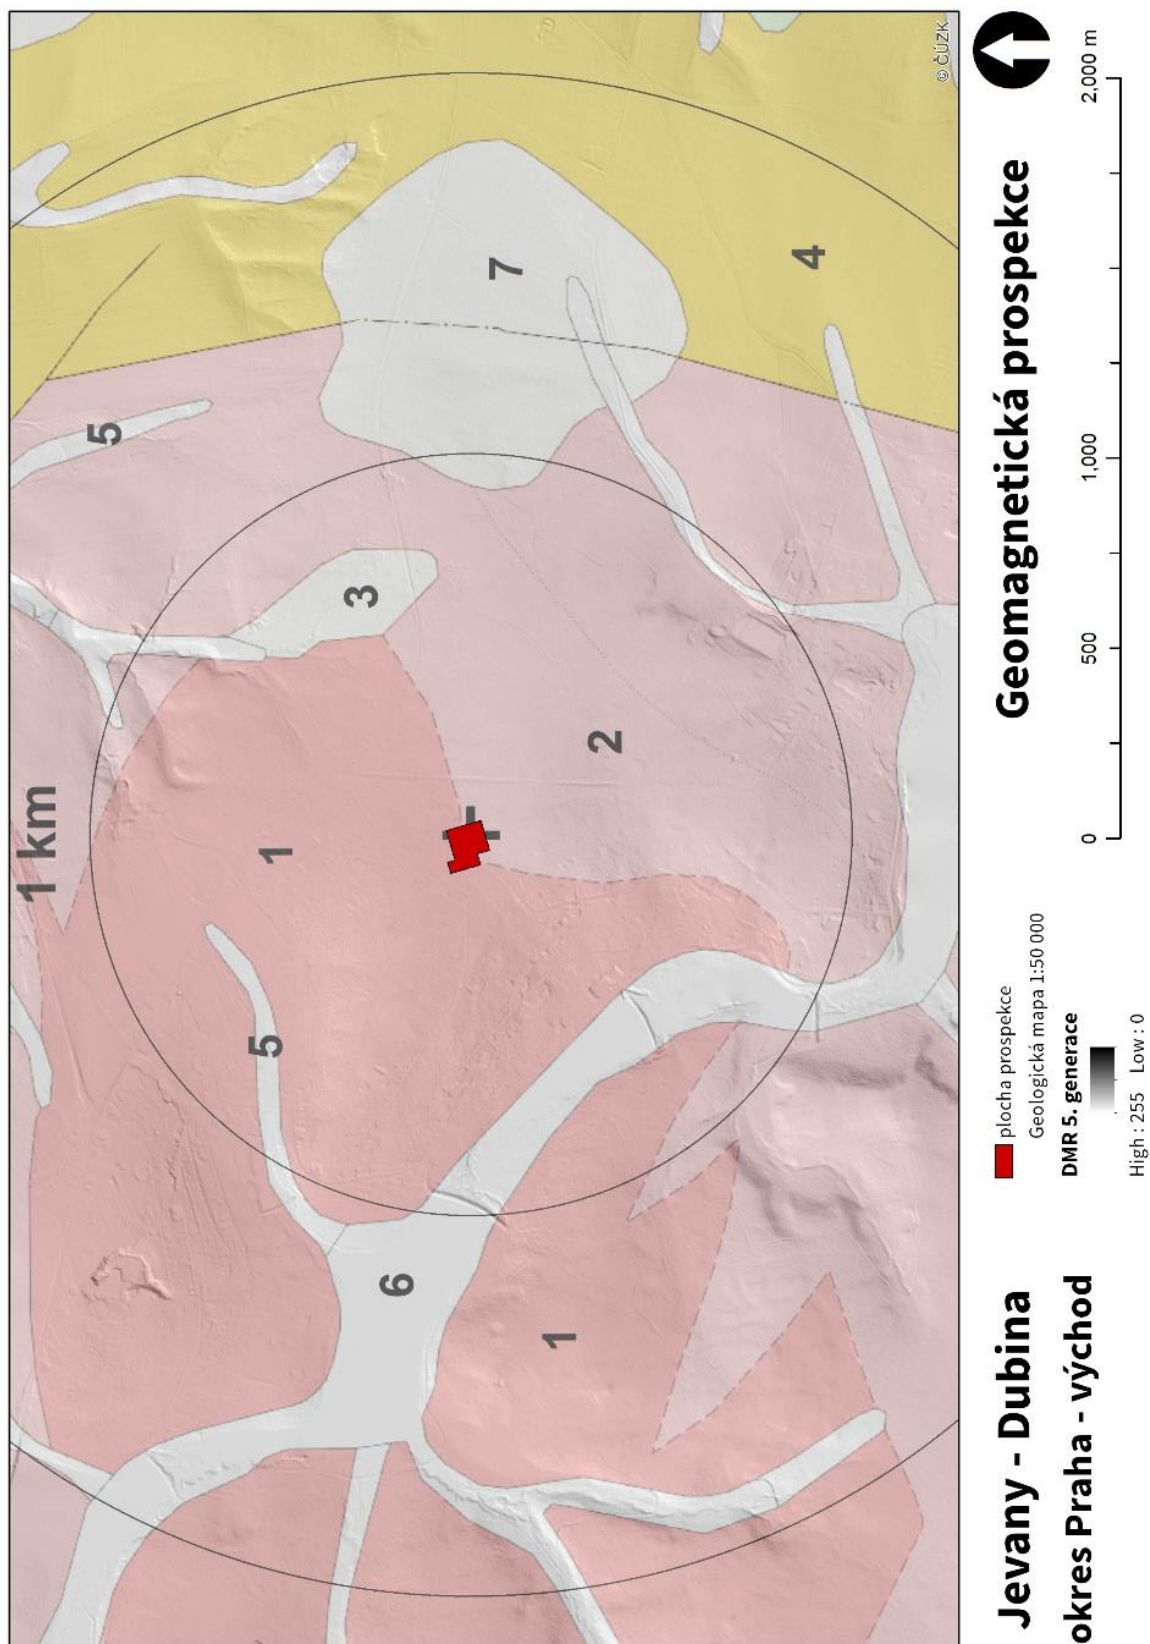 1 km
5
5
1
3
6
7
1
2
4
© ČÚZK
Jevany - Dubina
okres Praha - východ
plocha prospekce
Geologická mapa 1:50 000
DMR 5. generace
High : 255 Low : 0
Geomagnetická prospekce
0 500 1,000 2,000 m